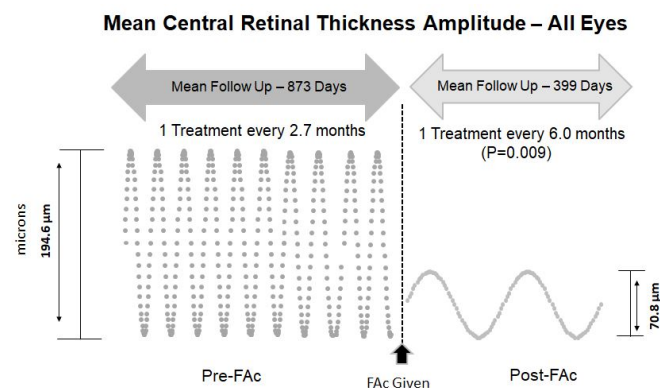 Mean Central Retinal Thickness Amplitude – All Eyes
Mean Follow Up – 873 Days
Mean Follow Up – 399 Days
1 Treatment every 2.7 months
1 Treatment every 6.0 months
(P=0.009)
microns
194.6 µm
70.8 µm
Pre-FAc
FAc Given
Post-FAc